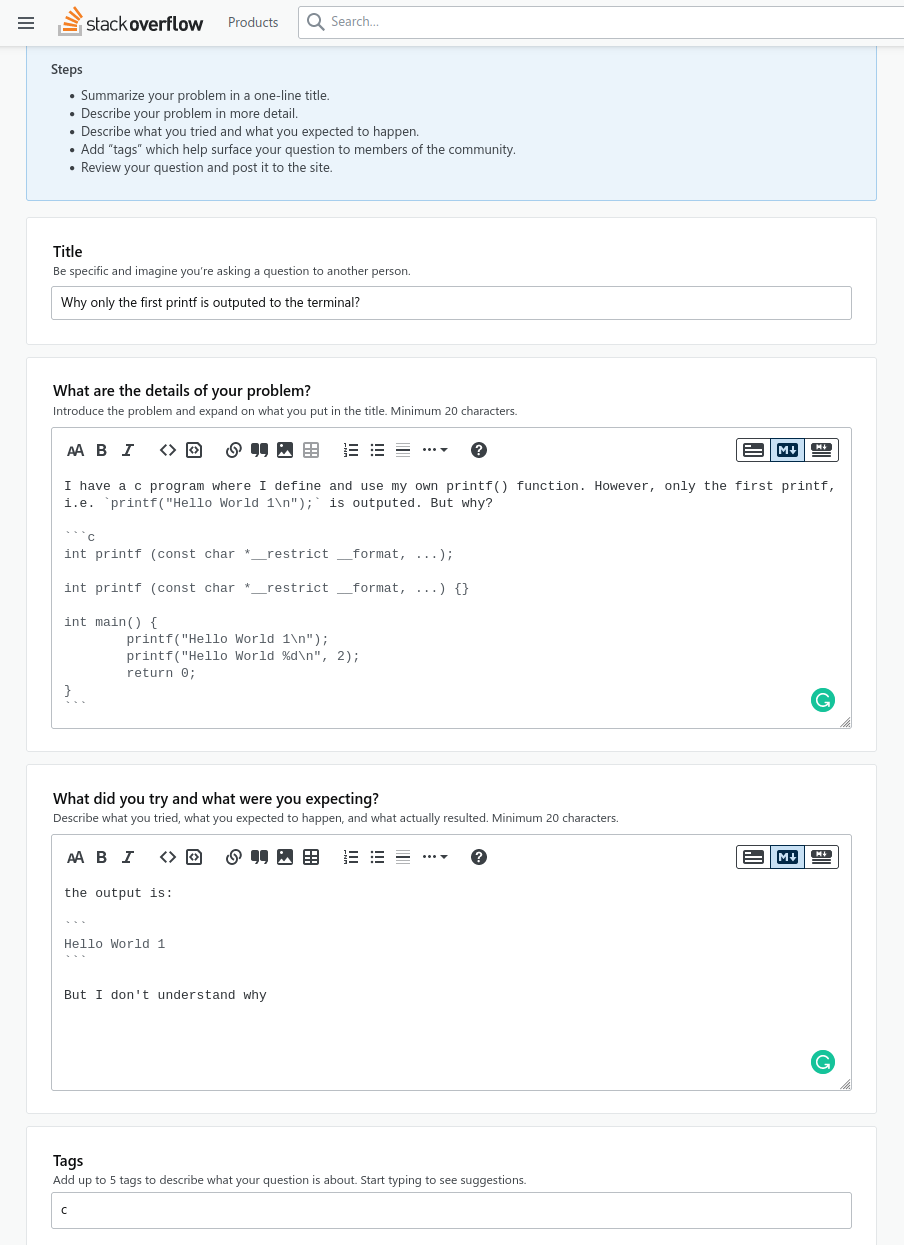 stackoverflow Products Search...
Steps
• Summarize your problem in a one-line title.
• Describe your problem in more detail.
• Describe what you tried and what you expected to happen.
• Add “tags” which help surface your question to members of the community.
• Review your question and post it to the site.
Title
Be specific and imagine you’re asking a question to another person.
Why only the first printf is outputed to the terminal?
What are the details of your problem?
Introduce the problem and expand on what you put in the title. Minimum 20 characters.
I have a c program where I define and use my own printf() function. However, only the first printf,
i.e. `printf("Hello World 1\n");` is outputed. But why?
```c
int printf (const char *__restrict __format, ...);
int printf (const char *__restrict __format, ...) {}
int main() {
        printf("Hello World 1\n");
        printf("Hello World %d\n", 2);
        return 0;
}
```
What did you try and what were you expecting?
Describe what you tried, what you expected to happen, and what actually resulted. Minimum 20 characters.
the output is:
```
Hello World 1
```
But I don't understand why
Tags
Add up to 5 tags to describe what your question is about. Start typing to see suggestions.
c